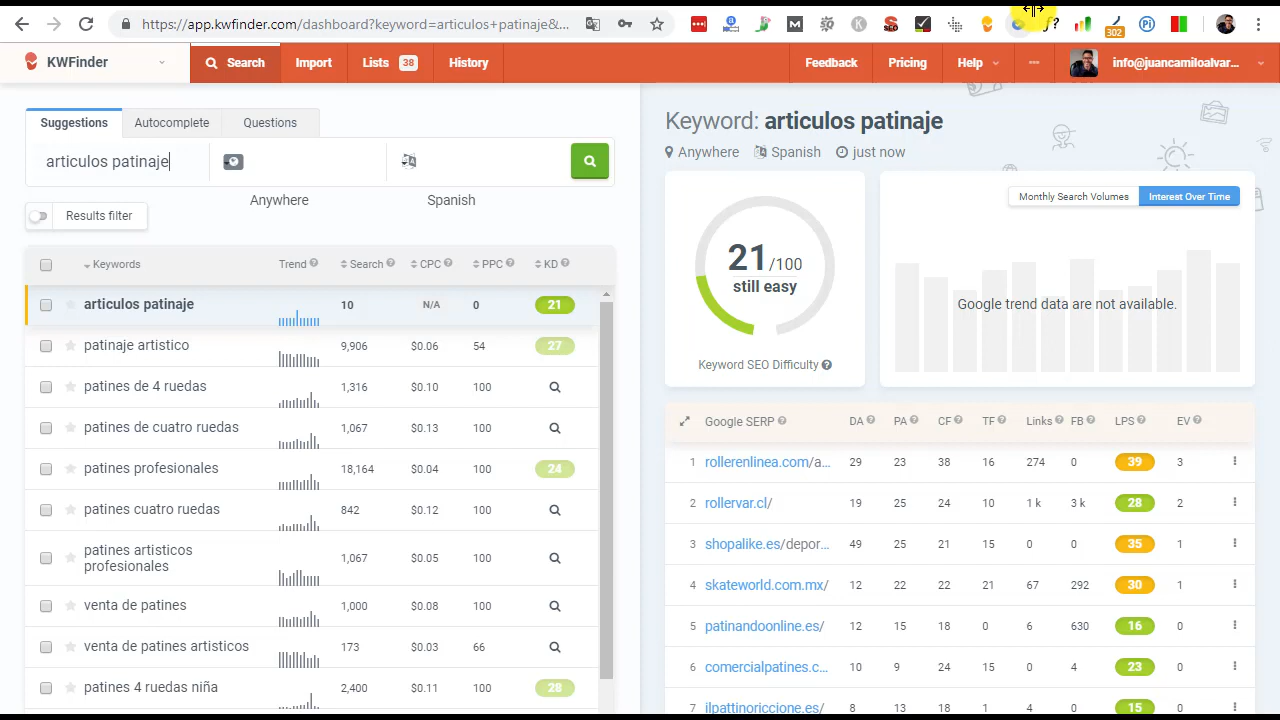 https://app.kwfinder.com/dashboard?keyword=articulos+patinaje&...
302
KWFinder
Search
Import
Lists 38
History
Feedback
Pricing
Help
info@juancamiloalvar...
Suggestions
Autocomplete
Questions
articulos patinaje
Anywhere
Spanish
Results filter
Keywords Trend Search CPC PPC KD
articulos patinaje 10 N/A 0 21
patinaje artistico 9,906 $0.06 54 27
patines de 4 ruedas 1,316 $0.10 100
patines de cuatro ruedas 1,067 $0.13 100
patines profesionales 18,164 $0.04 100 24
patines cuatro ruedas 842 $0.12 100
patines artisticos
profesionales 1,067 $0.05 100
venta de patines 1,000 $0.08 100
venta de patines artisticos 173 $0.03 66
patines 4 ruedas niña 2,400 $0.11 100 28
Keyword: articulos patinaje
Anywhere Spanish just now
21 /100
still easy
Keyword SEO Difficulty
Monthly Search Volumes Interest Over Time
Google trend data are not available.
Google SERP DA PA CF TF Links FB LPS EV
1 rollerenlinea.com/a... 29 23 38 16 274 0 39 3
2 rollervar.cl/ 19 25 24 10 1 k 3 k 28 2
3 shopalike.es/depor... 49 25 21 15 0 0 35 1
4 skateworld.com.mx/ 12 22 22 21 67 292 30 1
5 patinandoonline.es/ 12 15 18 0 6 630 16 0
6 comercialpatines.c... 10 9 24 15 0 4 23 0
7 ilpattinoriccione.es/ 8 13 18 1 4 0 15 0